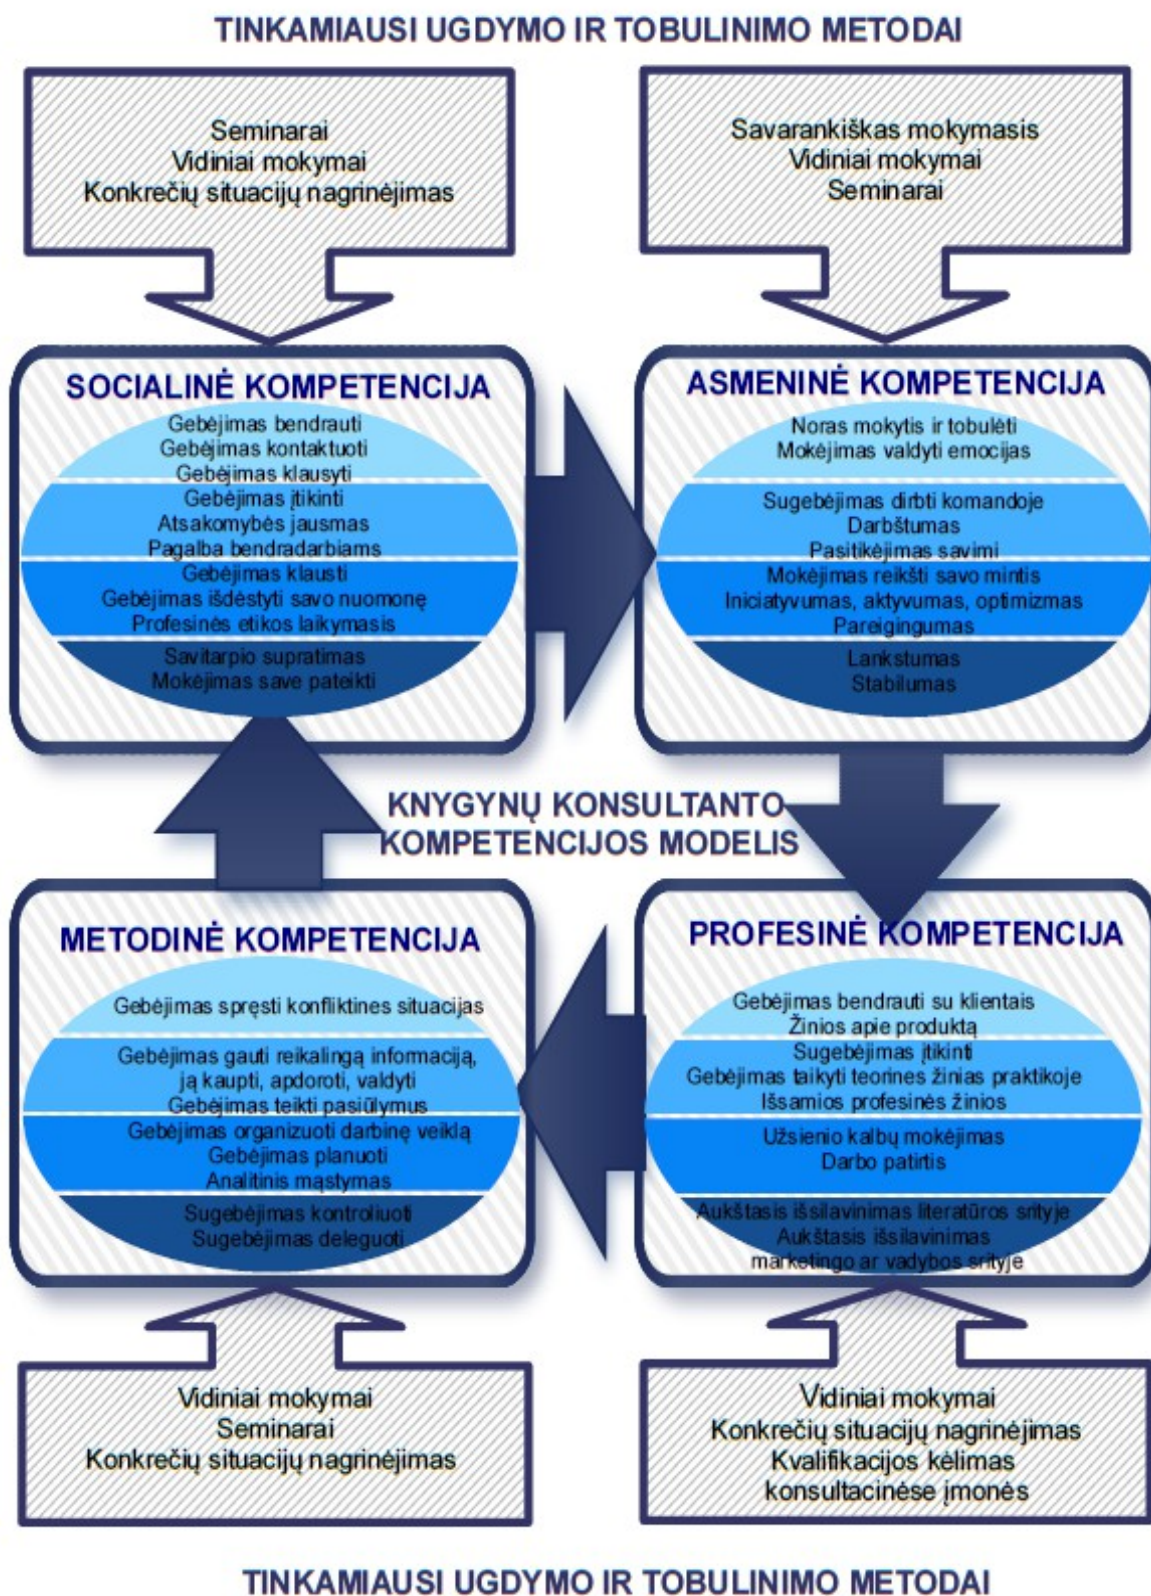 TINKAMIAUSI UGDYMO IR TOBULINIMO METODAI
Seminarai
Vidiniai mokymai
Konkrečių situacijų nagrinėjimas
Savarankiškas mokymasis
Vidiniai mokymai
Seminarai
SOCIALINĖ KOMPETENCIJA
Gebėjimas bendrauti
Gebėjimas kontaktuoti
Gebėjimas klausyti
Gebėjimas įtikinti
Atsakomybės jausmas
Pagalba bendradarbiams
Gebėjimas klausti
Gebėjimas išdėstyti savo nuomonę
Profesinės etikos laikymasis
Savitarpio supratimas
Mokėjimas save pateikti
ASMENINĖ KOMPETENCIJA
Noras mokytis ir tobulėti
Mokėjimas valdyti emocijas
Sugebėjimas dirbti komandoje
Darbštumas
Pasitikėjimas savimi
Mokėjimas reikšti savo mintis
Iniciatyvumas, aktyvumas, optimizmas
Pareigingumas
Lankstumas
Stabilumas
KNYGYNŲ KONSULTANTO
KOMPETENCIJOS MODELIS
METODINĖ KOMPETENCIJA
Gebėjimas spręsti konfliktines situacijas
Gebėjimas gauti reikalingą informaciją,
ją kaupti, apdoroti, valdyti
Gebėjimas teikti pasiūlymus
Gebėjimas organizuoti darbinę veiklą
Gebėjimas planuoti
Analitinis mąstymas
Sugebėjimas kontroliuoti
Sugebėjimas deleguoti
PROFESINĖ KOMPETENCIJA
Gebėjimas bendrauti su klientais
Žinios apie produktą
Sugebėjimas įtikinti
Gebėjimas taikyti teorines žinias praktikoje
Išsamios profesinės žinios
Užsienio kalbų mokėjimas
Darbo patirtis
Aukštasis išsilavinimas literatūros srityje
Aukštasis išsilavinimas
marketingo ar vadybos srityje
Vidiniai mokymai
Seminarai
Konkrečių situacijų nagrinėjimas
Vidiniai mokymai
Konkrečių situacijų nagrinėjimas
Kvalifikacijos kėlimas
konsultacinėse įmonės
TINKAMIAUSI UGDYMO IR TOBULINIMO METODAI